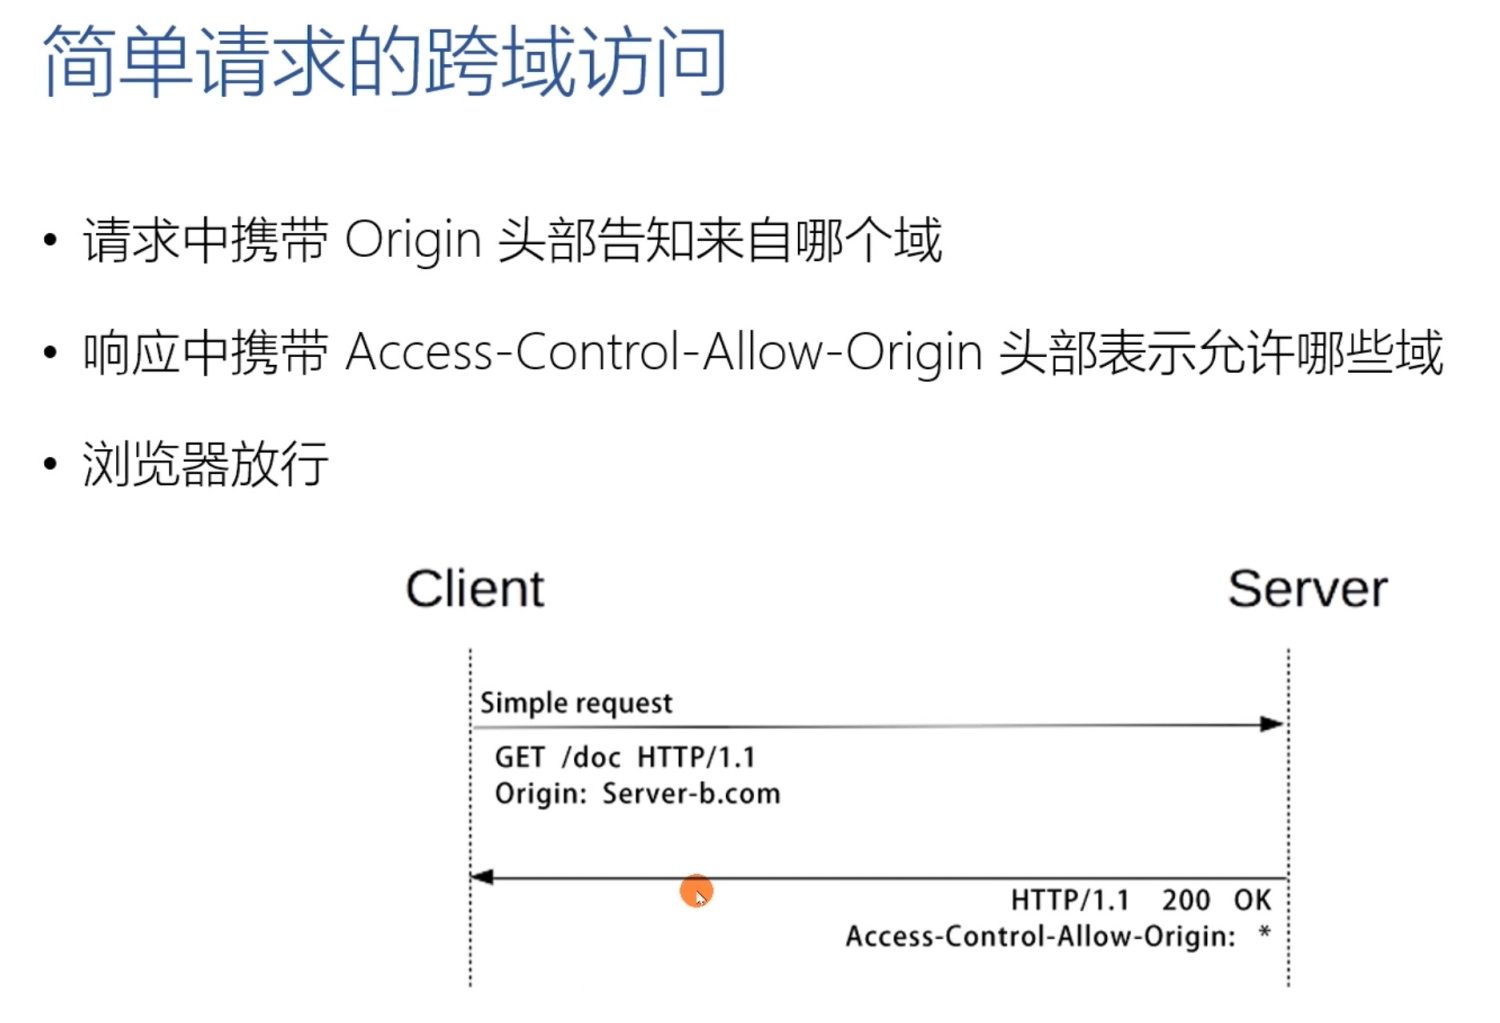 简单请求的跨域访问
• 请求中携带 Origin 头部告知来自哪个域
• 响应中携带 Access-Control-Allow-Origin 头部表示允许哪些域
• 浏览器放行
Client
Server
Simple request
GET /doc HTTP/1.1
Origin: Server-b.com
HTTP/1.1 200 OK
Access-Control-Allow-Origin: *